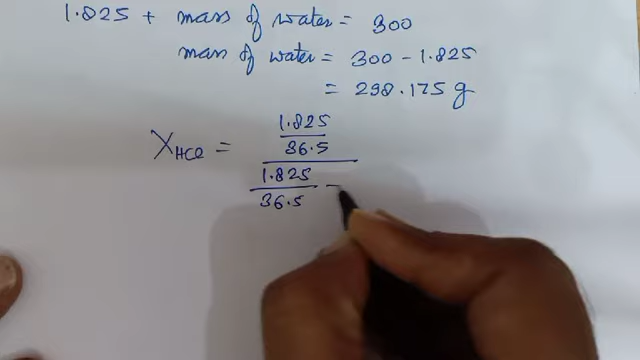 1.825 + mass of water = 300
mass of water = 300 - 1.825
= 298.175 g
X HCl = 1.825
36.5
1.825
36.5